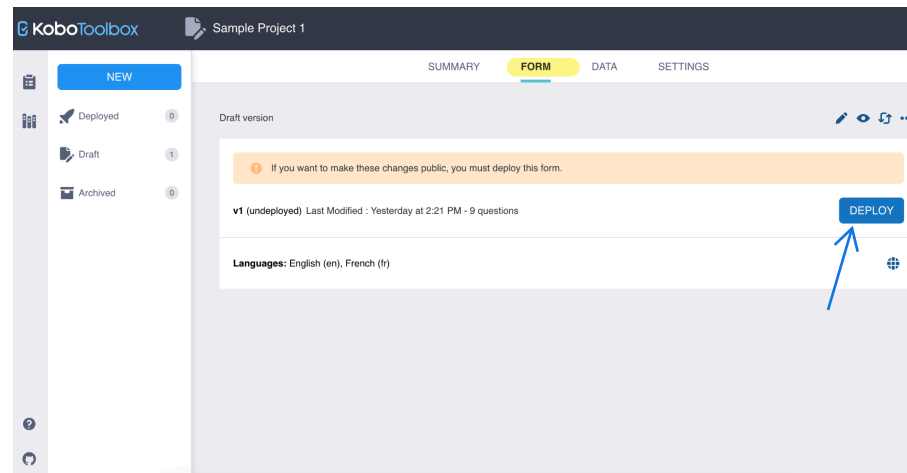 KoboToolbox
Sample Project 1
SUMMARY FORM DATA SETTINGS
NEW
Deployed 0
Draft 1
Archived 0
Draft version
If you want to make these changes public, you must deploy this form.
v1 (undeployed) Last Modified : Yesterday at 2:21 PM - 9 questions
DEPLOY
Languages: English (en), French (fr)